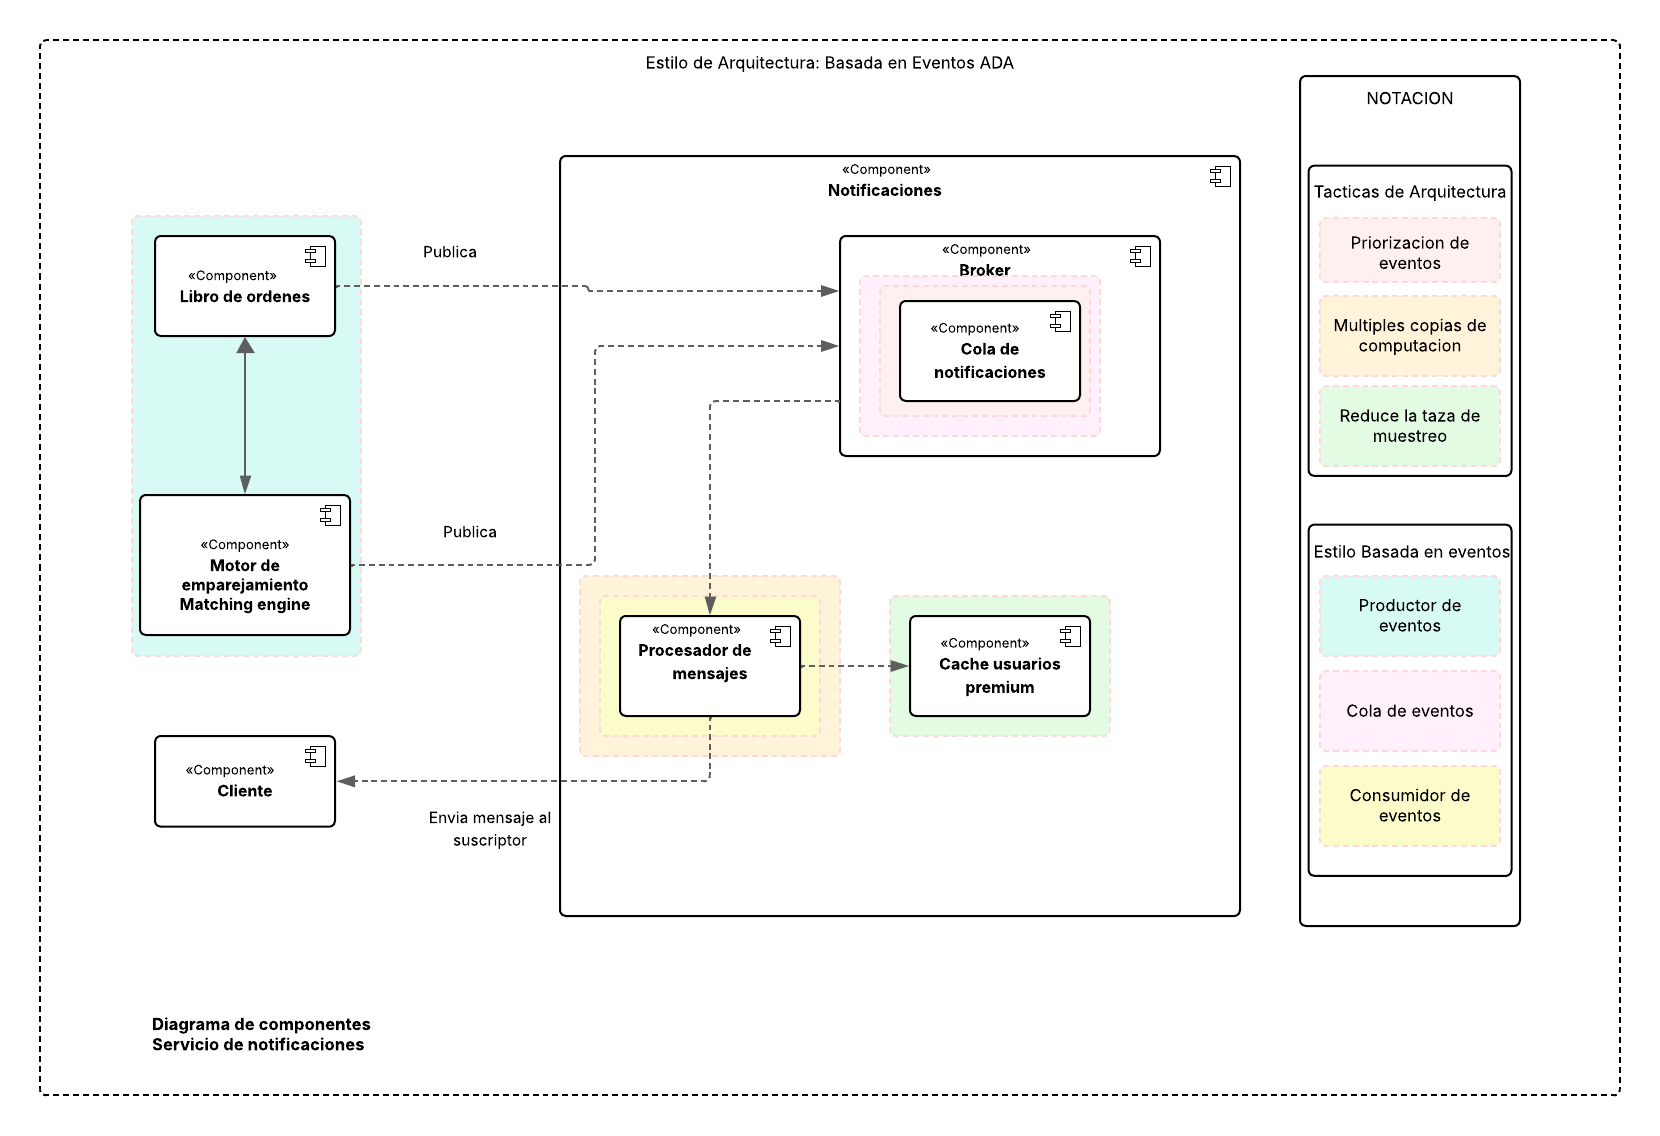 Estilo de Arquitectura: Basada en Eventos ADA
NOTACION
«Component»
Notificaciones
Tacticas de Arquitectura
Priorizacion de
eventos
Multiples copias de
computacion
Reduce la taza de
muestreo
Estilo Basada en eventos
Productor de
eventos
Cola de eventos
Consumidor de
eventos
«Component»
Libro de ordenes
Publica
«Component»
Broker
«Component»
Cola de
notificaciones
«Component»
Motor de
emparejamiento
Matching engine
Publica
«Component»
Procesador de
mensajes
«Component»
Cache usuarios
premium
«Component»
Cliente
Envia mensaje al
suscriptor
Diagrama de componentes
Servicio de notificaciones